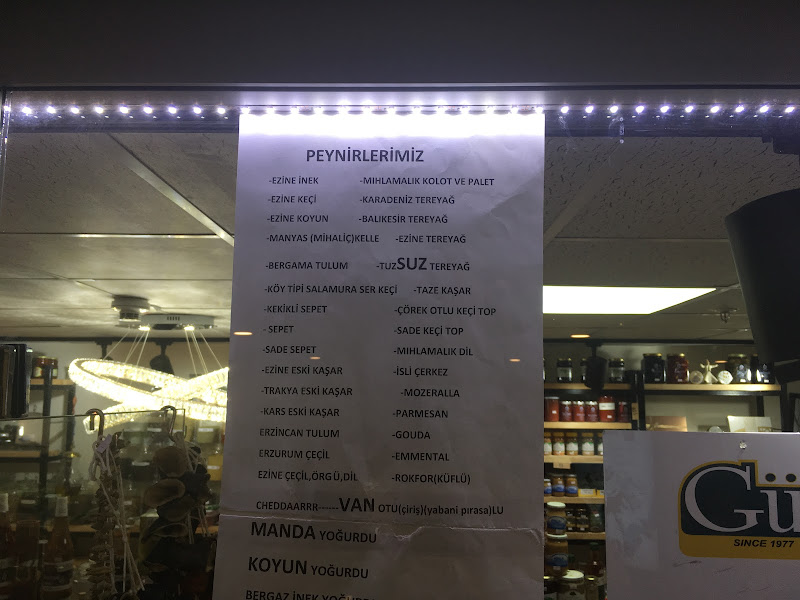 PEYNİRLERİMİZ
-EZİNE İNEK -MIHLAMALIK KOLOT VE PALET
-EZİNE KEÇİ -KARADENİZ TEREYAĞ
-EZİNE KOYUN -BALIKESİR TEREYAĞ
-MANYAS (MİHALİÇ)KELLE -EZİNE TEREYAĞ
-BERGAMA TULUM -TUZSUZ TEREYAĞ
-KÖY TİPİ SALAMURA SER KEÇİ -TAZE KAŞAR
-KEKİKLİ SEPET -ÇÖREK OTLU KEÇİ TOP
- SEPET -SADE KEÇİ TOP
-SADE SEPET -MIHLAMALIK DİL
-EZİNE ESKİ KAŞAR -İSLİ ÇERKEZ
-TRAKYA ESKİ KAŞAR -MOZERALLA
-KARS ESKİ KAŞAR -PARMESAN
ERZİNCAN TULUM -GOUDA
ERZURUM ÇEÇİL -EMMENTAL
EZİNE ÇEÇİL,ÖRGÜ,DİL -ROKFOR(KÜFLÜ)
CHEDDAARRR------VAN OTU(çiriş)(yabani pırasa)LU
MANDA YOĞURDU
KOYUN YOĞURDU
BERGAZ İNEK YOĞURDU
Gü
SINCE 1977